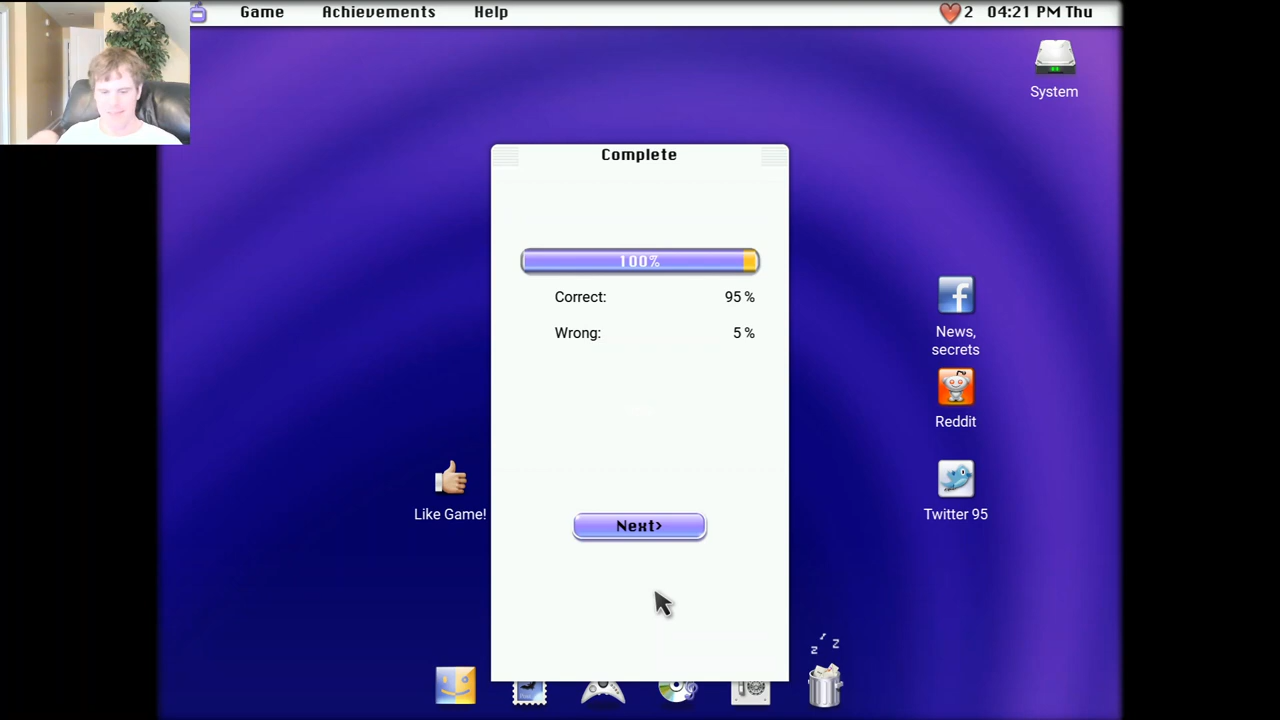 Game Achievements Help 2 04:21 PM Thu
System
Complete
100%
Correct: 95 %
Wrong: 5 %
News,
secrets
Reddit
Like Game!
Twitter 95
Next>
z z